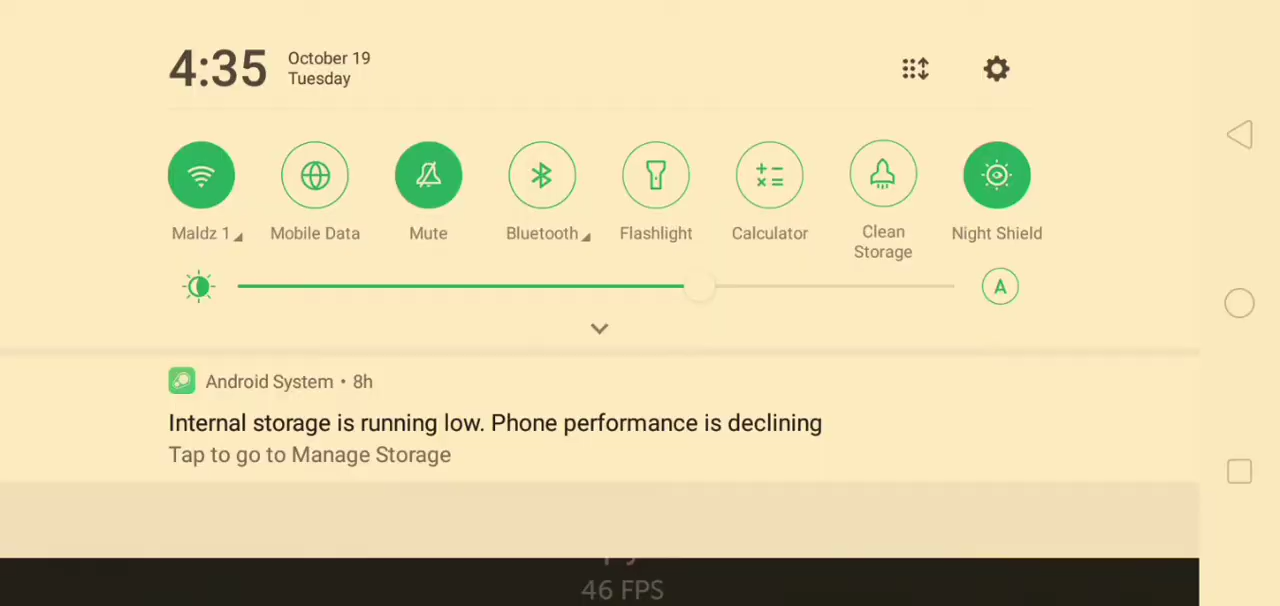 4:35
October 19
Tuesday
Maldz 1
Mobile Data
Mute
Bluetooth
Flashlight
Calculator
Clean
Storage
Night Shield
A
Android System • 8h
Internal storage is running low. Phone performance is declining
Tap to go to Manage Storage
46 FPS